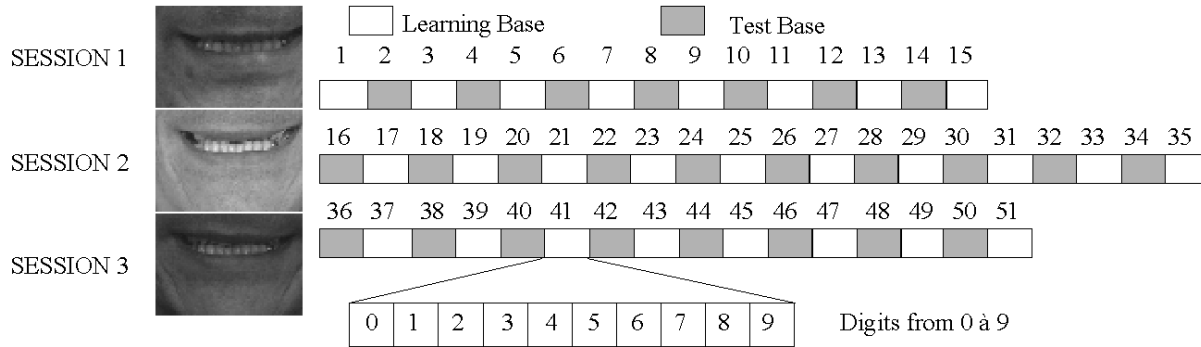 Learning Base Test Base
SESSION 1
1 2 3 4 5 6 7 8 9 10 11 12 13 14 15
16 17 18 19 20 21 22 23 24 25 26 27 28 29 30 31 32 33 34 35
SESSION 2
36 37 38 39 40 41 42 43 44 45 46 47 48 49 50 51
SESSION 3
0 1 2 3 4 5 6 7 8 9 Digits from 0 à 9